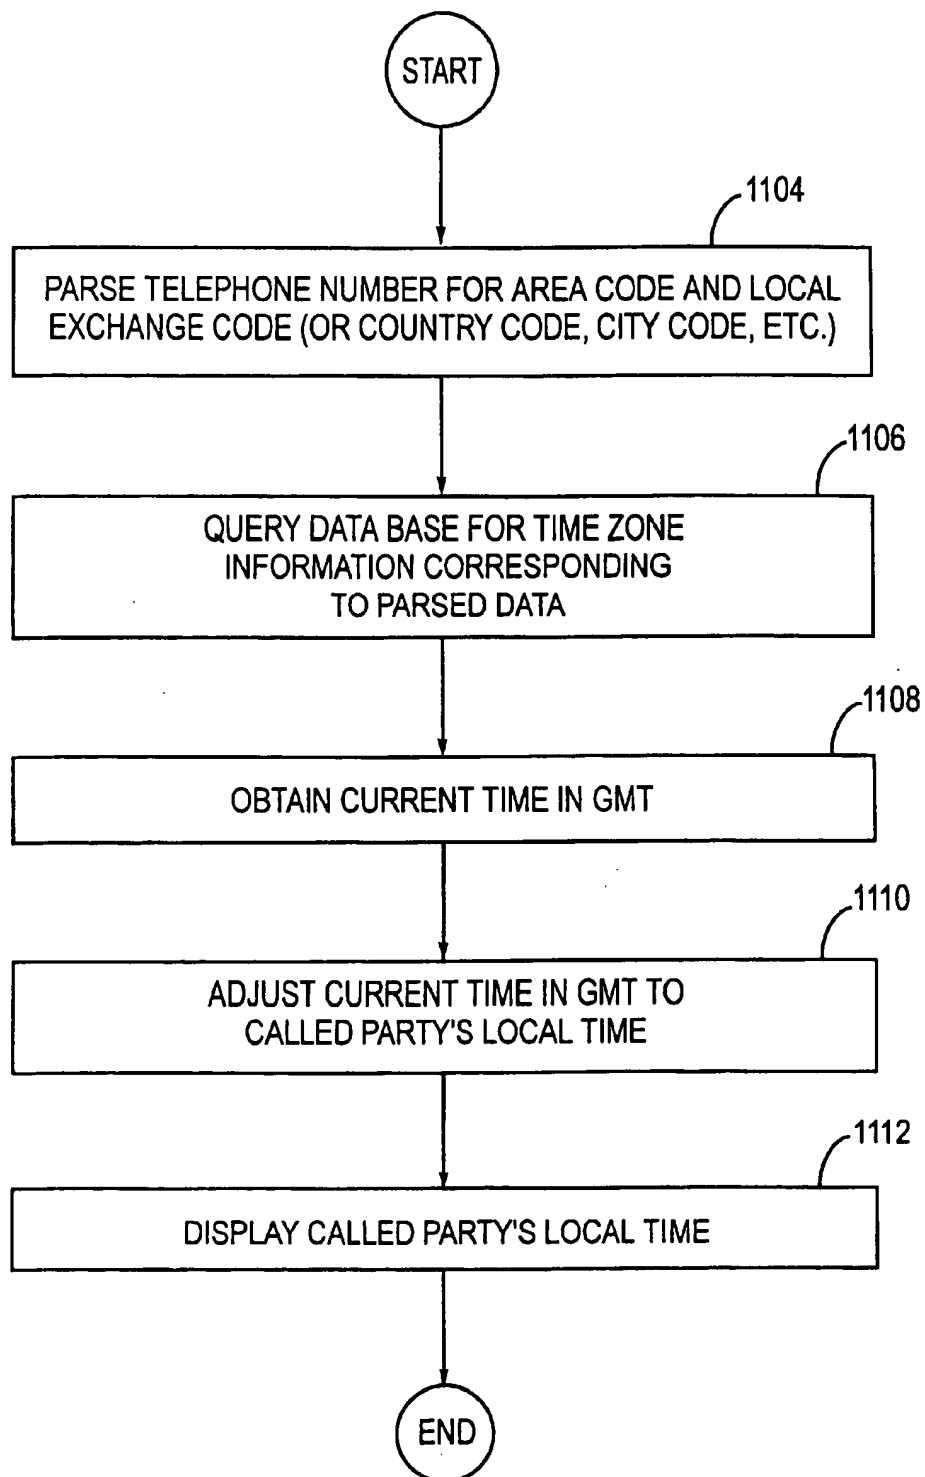 START
1104
PARSE TELEPHONE NUMBER FOR AREA CODE AND LOCAL
EXCHANGE CODE (OR COUNTRY CODE, CITY CODE, ETC.)
1106
QUERY DATA BASE FOR TIME ZONE
INFORMATION CORRESPONDING
TO PARSED DATA
1108
OBTAIN CURRENT TIME IN GMT
1110
ADJUST CURRENT TIME IN GMT TO
CALLED PARTY'S LOCAL TIME
1112
DISPLAY CALLED PARTY'S LOCAL TIME
END